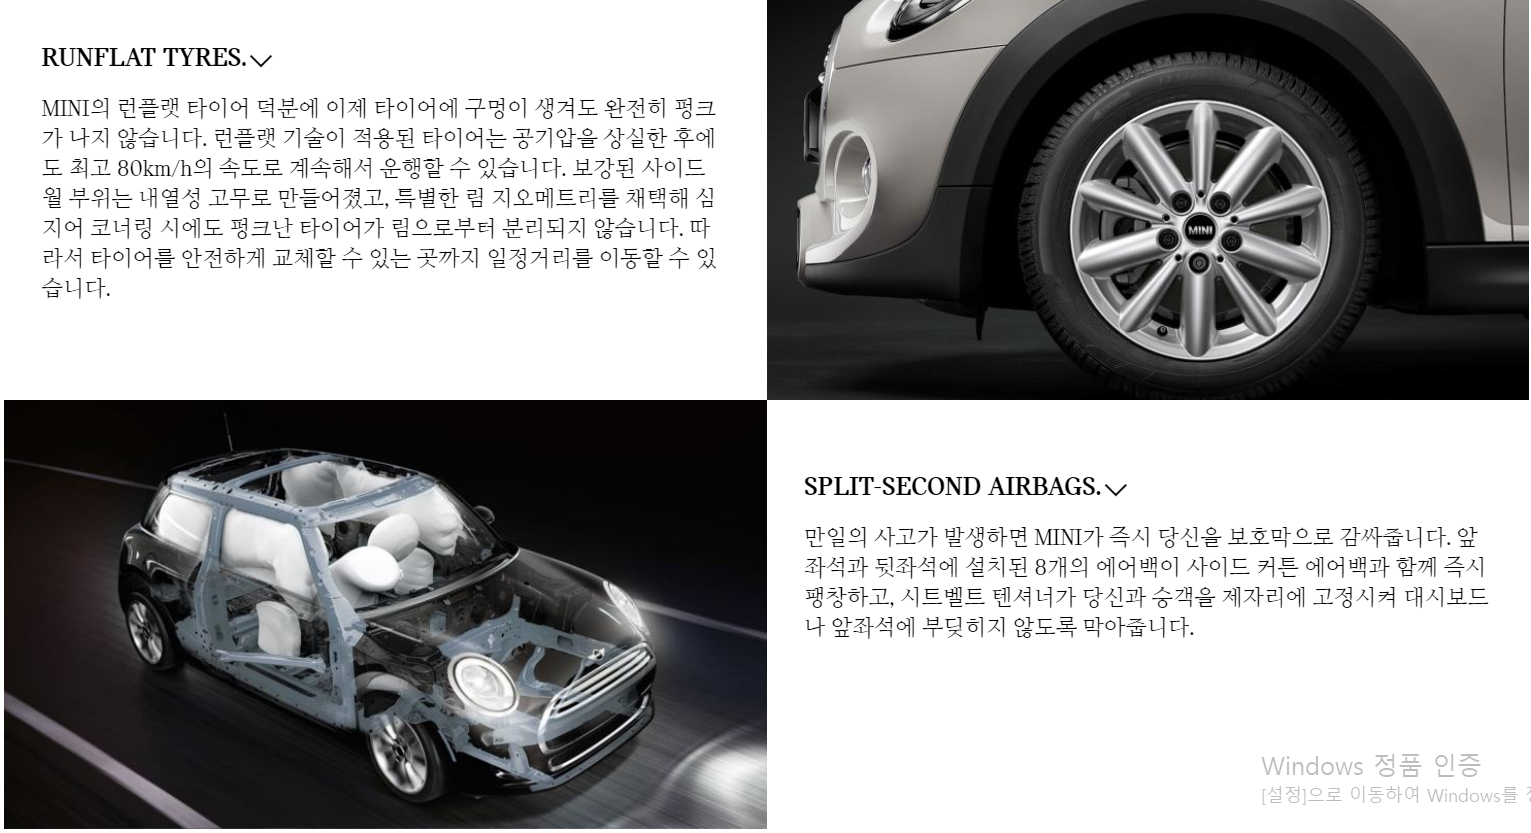 RUNFLAT TYRES.
MINI의 런플랫 타이어 덕분에 이제 타이어에 구멍이 생겨도 완전히 펑크
가 나지 않습니다. 런플랫 기술이 적용된 타이어는 공기압을 상실한 후에
도 최고 80km/h의 속도로 계속해서 운행할 수 있습니다. 보강된 사이드
월 부위는 내열성 고무로 만들어졌고, 특별한 림 지오메트리를 채택해 심
지어 코너링 시에도 펑크난 타이어가 림으로부터 분리되지 않습니다. 따
라서 타이어를 안전하게 교체할 수 있는 곳까지 일정거리를 이동할 수 있
습니다.
MINI
SPLIT-SECOND AIRBAGS.
만일의 사고가 발생하면 MINI가 즉시 당신을 보호막으로 감싸줍니다. 앞
좌석과 뒷좌석에 설치된 8개의 에어백이 사이드 커튼 에어백과 함께 즉시
팽창하고, 시트벨트 텐셔너가 당신과 승객을 제자리에 고정시켜 대시보드
나 앞좌석에 부딪히지 않도록 막아줍니다.
Windows 정품 인증
[설정]으로 이동하여 Windows를